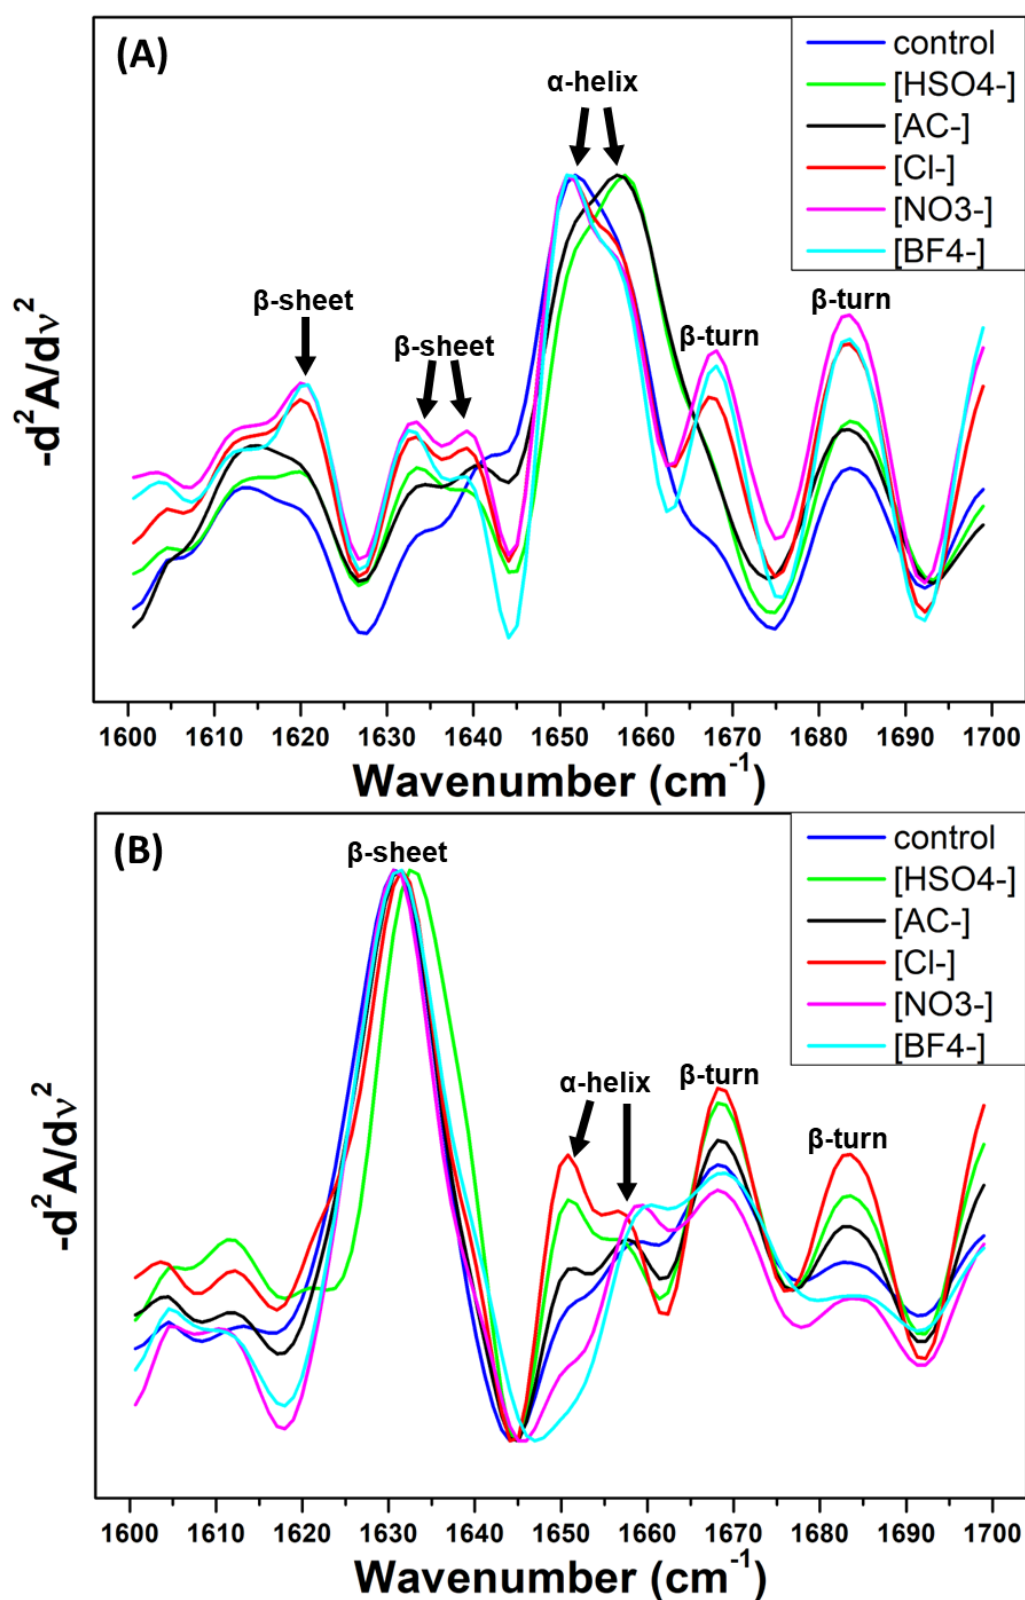 (A)
control
[HSO4-]
[AC-]
[Cl-]
[NO3-]
[BF4-]
α-helix
β-sheet
β-sheet
β-turn
β-turn
-d² A/dν²
1600 1610 1620 1630 1640 1650 1660 1670 1680 1690 1700
Wavenumber (cm⁻¹)
(B)
control
[HSO4-]
[AC-]
[Cl-]
[NO3-]
[BF4-]
β-sheet
α-helix
β-turn
β-turn
-d² A/dν²
1600 1610 1620 1630 1640 1650 1660 1670 1680 1690 1700
Wavenumber (cm⁻¹)